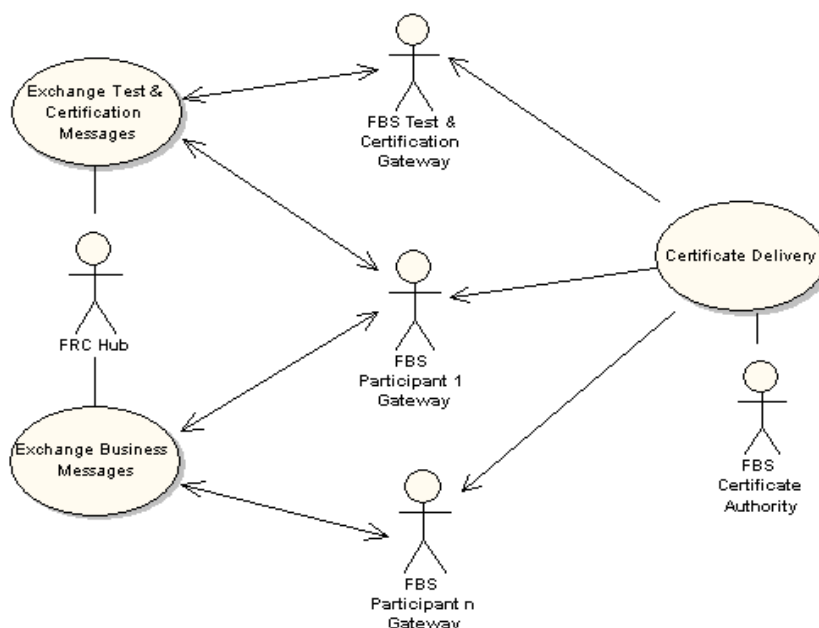 Exchange Test &
Certification
Messages
FBS Test &
Certification
Gateway
Certificate Delivery
FRC Hub
FBS
Participant 1
Gateway
Exchange Business
Messages
FBS
Certificate
Authority
FBS
Participant n
Gateway